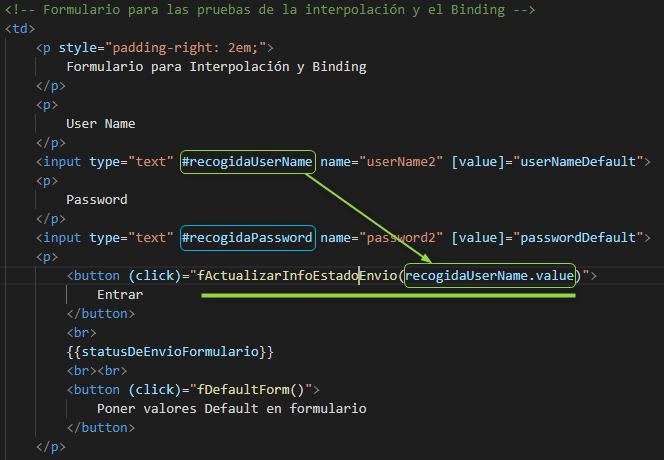 <!-- Formulario para las pruebas de la interpolación y el Binding -->
<td>
<p style="padding-right: 2em;">
Formulario para Interpolación y Binding
</p>
<p>
User Name
</p>
<input type="text" #recogidaUserName name="userName2" [value]="userNameDefault">
<p>
Password
</p>
<input type="text" #recogidaPassword name="password2" [value]="passwordDefault">
<p>
<button (click)="fActualizarInfoEstadoEnvio(recogidaUserName.value)">
Entrar
</button>
<br>
{{statusDeEnvioFormulario}}
<br><br>
<button (click)="fDefaultForm()">
Poner valores Default en formulario
</button>
</p>